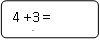 4 +3 =